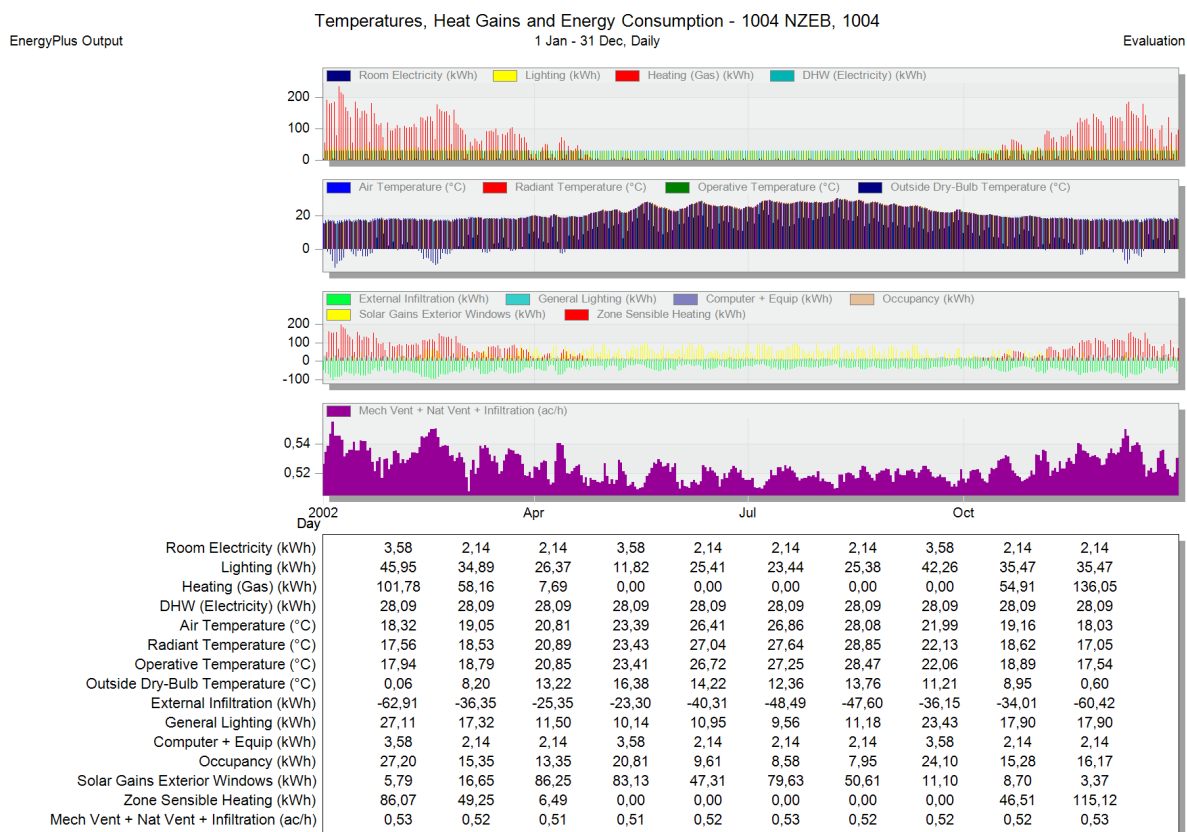 Temperatures, Heat Gains and Energy Consumption - 1004 NZEB, 1004
EnergyPlus Output 1 Jan - 31 Dec, Daily Evaluation
Room Electricity (kWh) Lighting (kWh) Heating (Gas) (kWh) DHW (Electricity) (kWh)
200
100
0
Air Temperature (°C) Radiant Temperature (°C) Operative Temperature (°C) Outside Dry-Bulb Temperature (°C)
20
0
External Infiltration (kWh) General Lighting (kWh) Computer + Equip (kWh) Occupancy (kWh)
Solar Gains Exterior Windows (kWh) Zone Sensible Heating (kWh)
200
100
0
-100
Mech Vent + Nat Vent + Infiltration (ac/h)
0,54
0,52
2002 Apr Jul Oct
Day
Room Electricity (kWh) 3,58 2,14 2,14 3,58 2,14 2,14 2,14 3,58 2,14 2,14
Lighting (kWh) 45,95 34,89 26,37 11,82 25,41 23,44 25,38 42,26 35,47 35,47
Heating (Gas) (kWh) 101,78 58,16 7,69 0,00 0,00 0,00 0,00 0,00 54,91 136,05
DHW (Electricity) (kWh) 28,09 28,09 28,09 28,09 28,09 28,09 28,09 28,09 28,09 28,09
Air Temperature (°C) 18,32 19,05 20,81 23,39 26,41 26,86 28,08 21,99 19,16 18,03
Radiant Temperature (°C) 17,56 18,53 20,89 23,43 27,04 27,64 28,85 22,13 18,62 17,05
Operative Temperature (°C) 17,94 18,79 20,85 23,41 26,72 27,25 28,47 22,06 18,89 17,54
Outside Dry-Bulb Temperature (°C) 0,06 8,20 13,22 16,38 14,22 12,36 13,76 11,21 8,95 0,60
External Infiltration (kWh) -62,91 -36,35 -25,35 -23,30 -40,31 -48,49 -47,60 -36,15 -34,01 -60,42
General Lighting (kWh) 27,11 17,32 11,50 10,14 10,95 9,56 11,18 23,43 17,90 17,90
Computer + Equip (kWh) 3,58 2,14 2,14 3,58 2,14 2,14 2,14 3,58 2,14 2,14
Occupancy (kWh) 27,20 15,35 13,35 20,81 9,61 8,58 7,95 24,10 15,28 16,17
Solar Gains Exterior Windows (kWh) 5,79 16,65 86,25 83,13 47,31 79,63 50,61 11,10 8,70 3,37
Zone Sensible Heating (kWh) 86,07 49,25 6,49 0,00 0,00 0,00 0,00 0,00 46,51 115,12
Mech Vent + Nat Vent + Infiltration (ac/h) 0,53 0,52 0,51 0,51 0,52 0,53 0,52 0,52 0,52 0,53